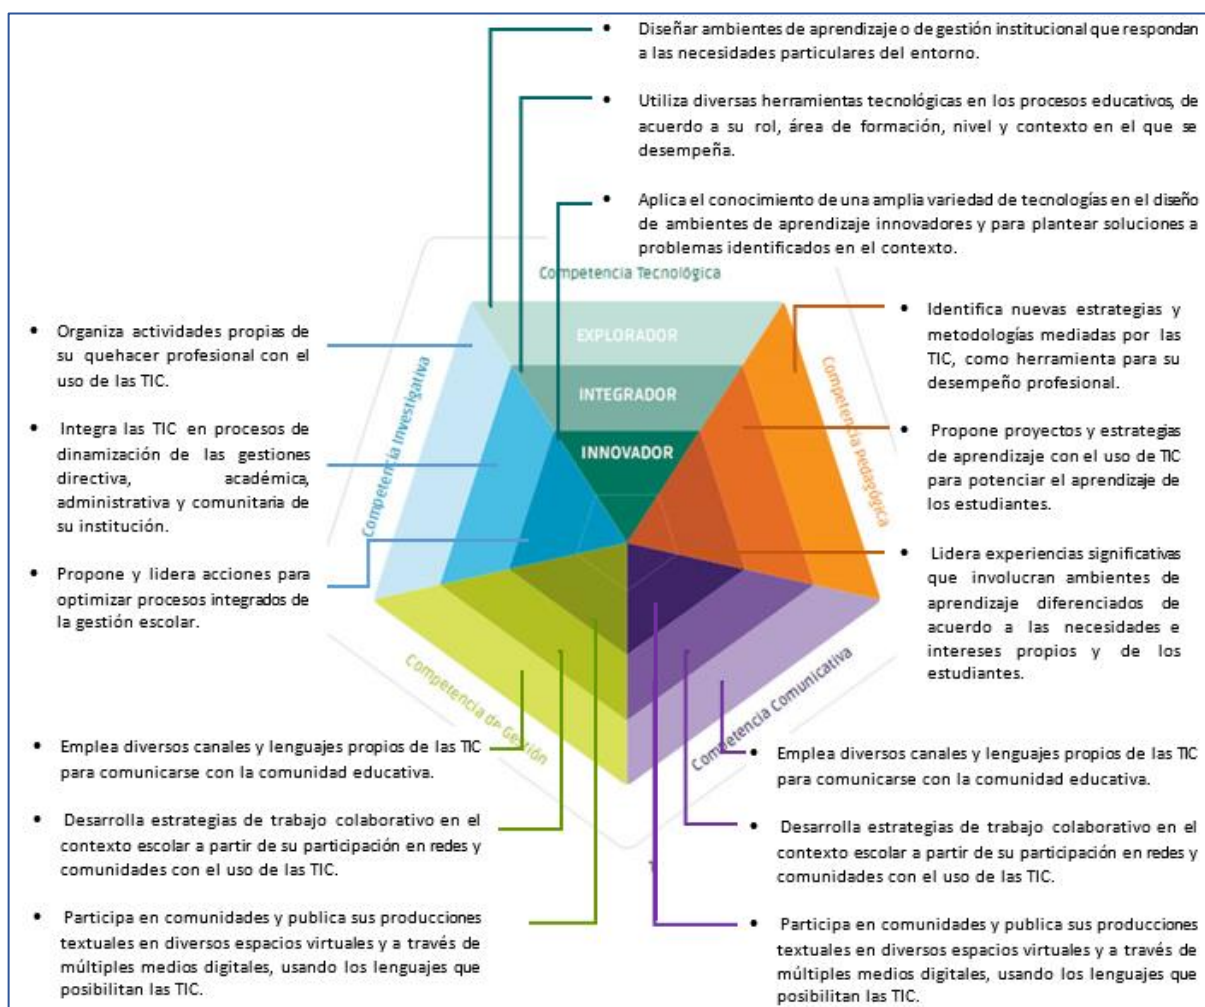 • Diseñar ambientes de aprendizaje o de gestión institucional que respondan
a las necesidades particulares del entorno.
• Utiliza diversas herramientas tecnológicas en los procesos educativos, de
acuerdo a su rol, área de formación, nivel y contexto en el que se
desempeña.
• Aplica el conocimiento de una amplia variedad de tecnologías en el diseño
de ambientes de aprendizaje innovadores y para plantear soluciones a
problemas identificados en el contexto.
Competencia Tecnológica
EXPLORADOR
INTEGRADOR
INNOVADOR
Competencia Investigativa
• Organiza actividades propias de
su quehacer profesional con el
uso de las TIC.
• Integra las TIC en procesos de
dinamización de las gestiones
directiva, académica,
administrativa y comunitaria de
su institución.
• Propone y lidera acciones para
optimizar procesos integrados de
la gestión escolar.
Competencia Pedagógica
• Identifica nuevas estrategias y
metodologías mediadas por las
TIC, como herramienta para su
desempeño profesional.
• Propone proyectos y estrategias
de aprendizaje con el uso de TIC
para potenciar el aprendizaje de
los estudiantes.
• Lidera experiencias significativas
que involucran ambientes de
aprendizaje diferenciados de
acuerdo a las necesidades e
intereses propios y de los
estudiantes.
Competencia de Gestión
• Emplea diversos canales y lenguajes propios de las TIC
para comunicarse con la comunidad educativa.
• Desarrolla estrategias de trabajo colaborativo en el
contexto escolar a partir de su participación en redes y
comunidades con el uso de las TIC.
• Participa en comunidades y publica sus producciones
textuales en diversos espacios virtuales y a través de
múltiples medios digitales, usando los lenguajes que
posibilitan las TIC.
Competencia Comunicativa
• Emplea diversos canales y lenguajes propios de las TIC
para comunicarse con la comunidad educativa.
• Desarrolla estrategias de trabajo colaborativo en el
contexto escolar a partir de su participación en redes y
comunidades con el uso de las TIC.
• Participa en comunidades y publica sus producciones
textuales en diversos espacios virtuales y a través de
múltiples medios digitales, usando los lenguajes que
posibilitan las TIC.